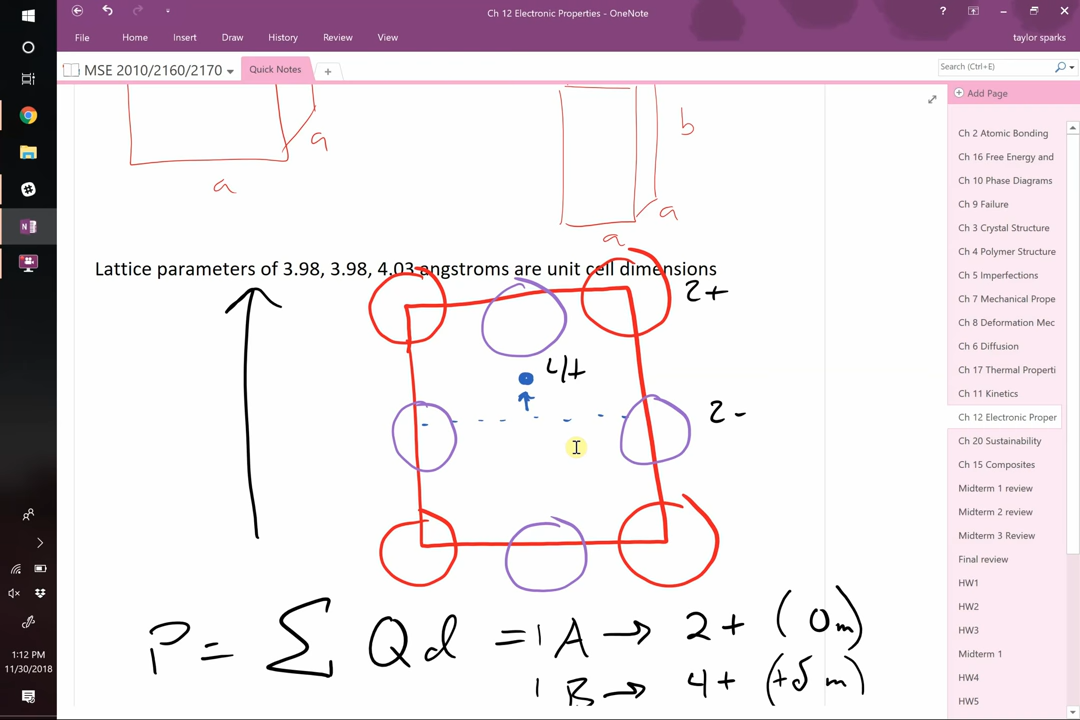 Ch 12 Electronic Properties - OneNote
?
File Home Insert Draw History Review View
taylor sparks
MSE 2010/2160/2170
Quick Notes
+
Search (Ctrl+E)
Add Page
Ch 2 Atomic Bonding
Ch 16 Free Energy and
Ch 10 Phase Diagrams
Ch 9 Failure
Ch 3 Crystal Structure
Ch 4 Polymer Structure
Ch 5 Imperfections
Ch 7 Mechanical Prope
Ch 8 Deformation Mec
Ch 6 Diffusion
Ch 17 Thermal Properti
Ch 11 Kinetics
Ch 12 Electronic Proper
Ch 20 Sustainability
Ch 15 Composites
Midterm 1 review
Midterm 2 review
Midterm 3 Review
Final review
HW1
HW2
HW3
Midterm 1
HW4
HW5
a
a
b
a
a
Lattice parameters of 3.98, 3.98, 4.03 angstroms are unit cell dimensions
2+
4+
2-
P = ∑ Qd = 1 A → 2+ (0m)
1 B → 4+ (+δ m)
1:12 PM
11/30/2018